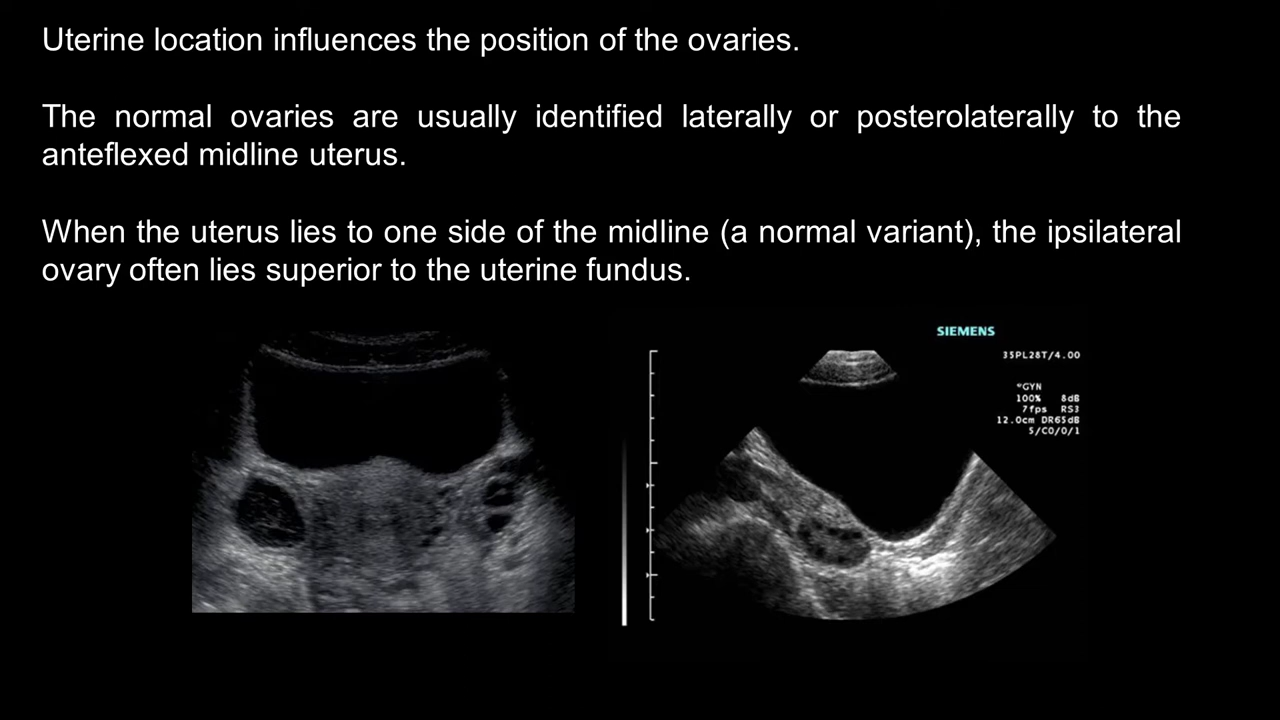 Uterine location influences the position of the ovaries.
The normal ovaries are usually identified laterally or posterolaterally to the
anteflexed midline uterus.
When the uterus lies to one side of the midline (a normal variant), the ipsilateral
ovary often lies superior to the uterine fundus.
SIEMENS
35PL28T/4.00
°GYN
100% 8dB
7fps RS3
12.0cm DR65dB
5/C0/0/1